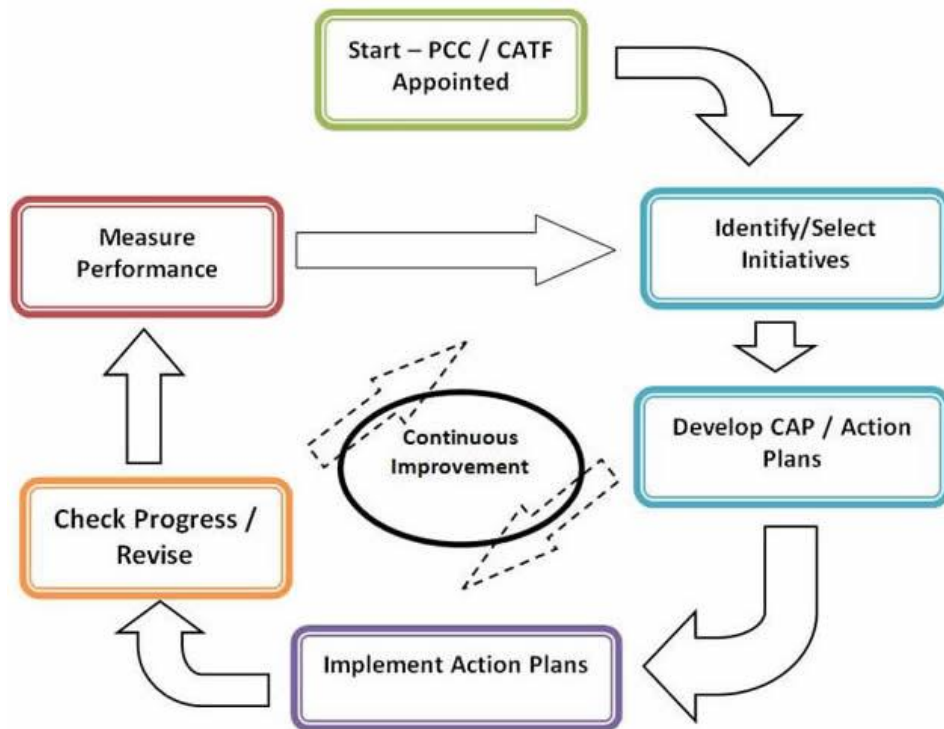 Start – PCC / CATF
Appointed
Measure
Performance
Identify/Select
Initiatives
Continuous
Improvement
Develop CAP / Action
Plans
Check Progress /
Revise
Implement Action Plans